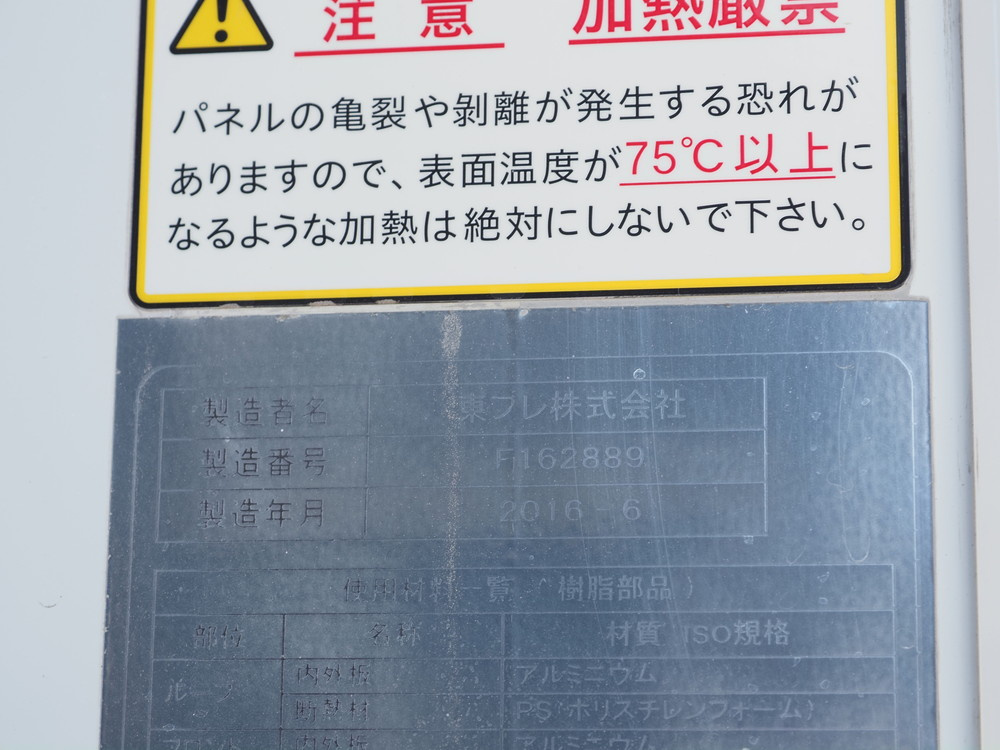 注意 加熱厳禁
パネルの亀裂や剥離が発生する恐れが
ありますので、表面温度が75℃以上に
なるような加熱は絶対にしないで下さい。
製造者名 東プレ株式会社
製造番号 F162889
製造年月 2016-6
使用材料一覧（樹脂部品）
部位 名称 材質 ISO規格
ルーフ 内外板 アルミニウム
断熱材 PS(ポリスチレンフォーム)
内外板 アルミニウム